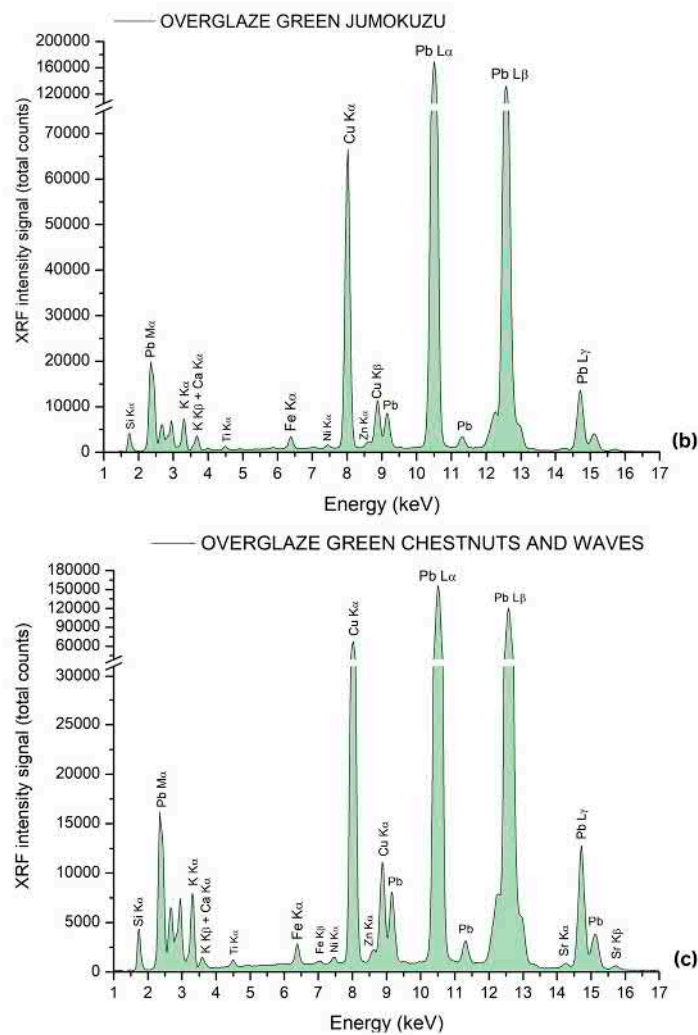 OVERGLAZE GREEN JUMOKUZU
XRF intensity signal (total counts)
200000
160000
120000
80000
70000
60000
50000
40000
30000
20000
10000
0
Si Kα
Pb Mα
K Kα
K Kβ + Ca Kα
Ti Kα
Fe Kα
Ni Kα
Cu Kα
Zn Kα
Cu Kβ
Pb
Pb Lα
Pb
Pb Lβ
Pb Lγ
(b)
1 2 3 4 5 6 7 8 9 10 11 12 13 14 15 16 17
Energy (keV)
OVERGLAZE GREEN CHESTNUTS AND WAVES
XRF intensity signal (total counts)
180000
150000
120000
90000
60000
30000
25000
20000
15000
10000
5000
0
Si Kα
Pb Mα
K Kα
K Kβ + Ca Kα
Ti Kα
Fe Kα
Fe Kβ
Ni Kα
Cu Kα
Zn Kα
Cu Kα
Pb
Pb Lα
Pb
Pb Lβ
Sr Kα
Pb Lγ
Pb
Sr Kβ
(c)
1 2 3 4 5 6 7 8 9 10 11 12 13 14 15 16 17
Energy (keV)